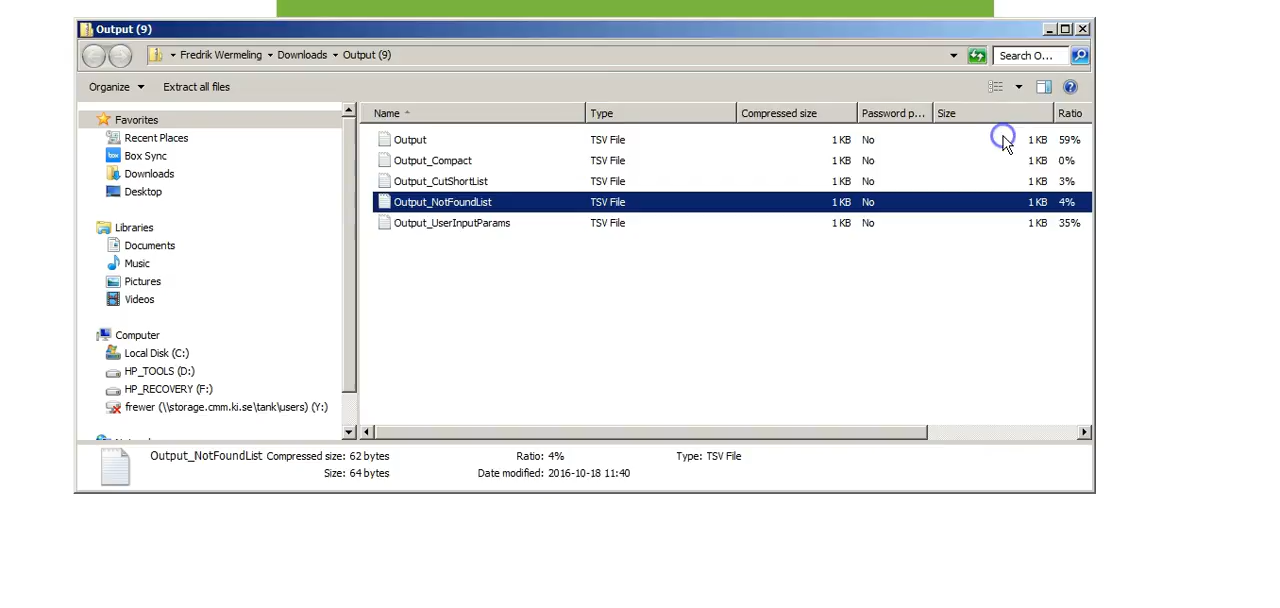 Output (9)
Fredrik Wermeling Downloads Output (9) Search O...
Organize Extract all files
Name Type Compressed size Password p... Size Ratio
Favorites
Recent Places
box Box Sync
Downloads
Desktop
Libraries
Documents
Music
Pictures
Videos
Computer
Local Disk (C:)
HP_TOOLS (D:)
HP_RECOVERY (F:)
frewer (\\storage.cmm.ki.se\tank\users) (Y:)
Output TSV File 1 KB No 1 KB 59%
Output_Compact TSV File 1 KB No 1 KB 0%
Output_CutShortList TSV File 1 KB No 1 KB 3%
Output_NotFoundList TSV File 1 KB No 1 KB 4%
Output_UserInputParams TSV File 1 KB No 1 KB 35%
Output_NotFoundList Compressed size: 62 bytes Ratio: 4% Type: TSV File
Size: 64 bytes Date modified: 2016-10-18 11:40